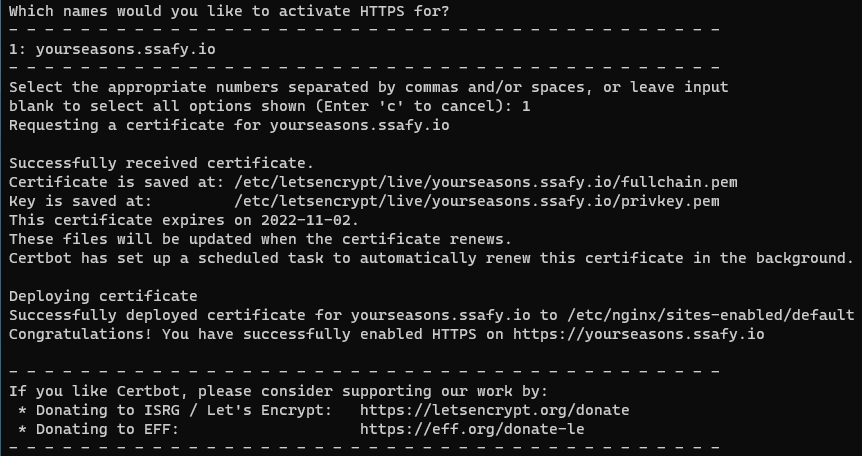 Which names would you like to activate HTTPS for?
- - - - - - - - - - - - - - - - - - - - - - - - - - - - - - - - - - - - - - - -
1: yourseasons.ssafy.io
- - - - - - - - - - - - - - - - - - - - - - - - - - - - - - - - - - - - - - - -
Select the appropriate numbers separated by commas and/or spaces, or leave input
blank to select all options shown (Enter 'c' to cancel): 1
Requesting a certificate for yourseasons.ssafy.io

Successfully received certificate.
Certificate is saved at: /etc/letsencrypt/live/yourseasons.ssafy.io/fullchain.pem
Key is saved at:         /etc/letsencrypt/live/yourseasons.ssafy.io/privkey.pem
This certificate expires on 2022-11-02.
These files will be updated when the certificate renews.
Certbot has set up a scheduled task to automatically renew this certificate in the background.

Deploying certificate
Successfully deployed certificate for yourseasons.ssafy.io to /etc/nginx/sites-enabled/default
Congratulations! You have successfully enabled HTTPS on https://yourseasons.ssafy.io

- - - - - - - - - - - - - - - - - - - - - - - - - - - - - - - - - - - - - - - -
If you like Certbot, please consider supporting our work by:
 * Donating to ISRG / Let's Encrypt:   https://letsencrypt.org/donate
 * Donating to EFF:                    https://eff.org/donate-le
- - - - - - - - - - - - - - - - - - - - - - - - - - - - - - - - - - - - - - - -